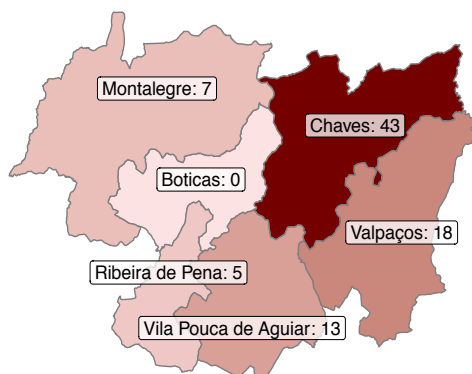 Montalegre: 7
Chaves: 43
Boticas: 0
Valpaços: 18
Ribeira de Pena: 5
Vila Pouca de Aguiar: 13